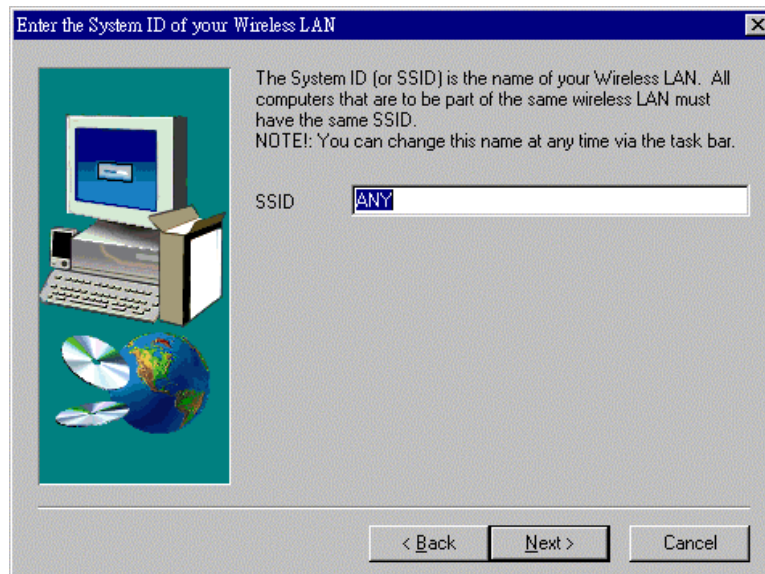 Enter the System ID of your Wireless LAN
The System ID (or SSID) is the name of your Wireless LAN. All
computers that are to be part of the same wireless LAN must
have the same SSID.
NOTE!: You can change this name at any time via the task bar.
SSID ANY
< Back Next > Cancel